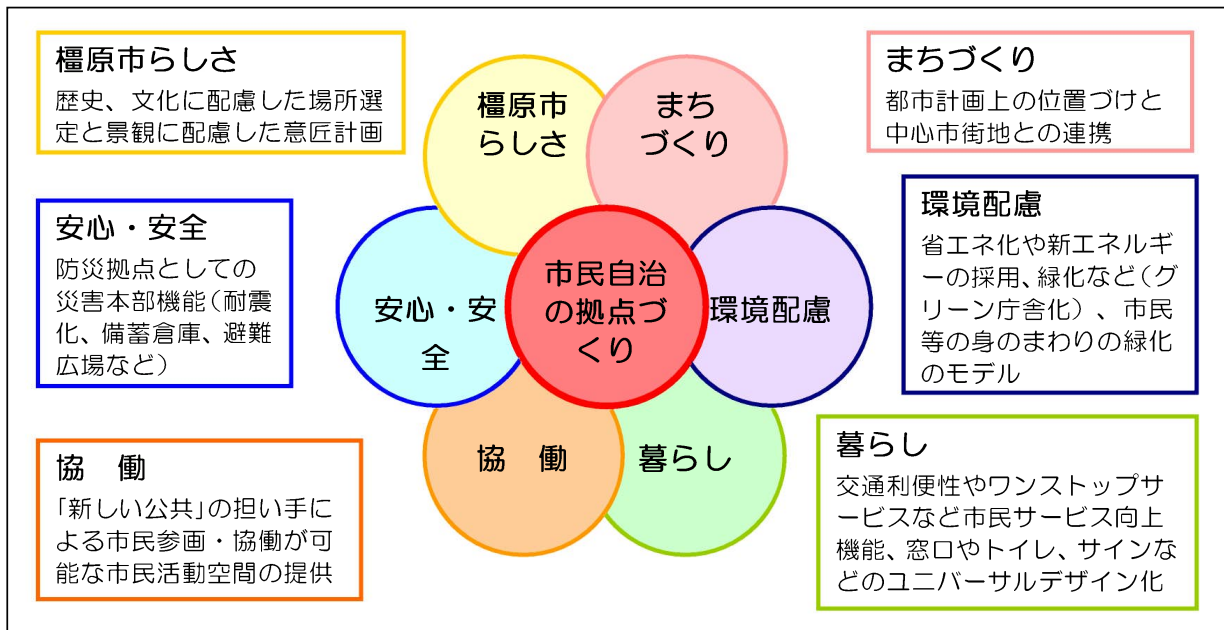 橿原市らしさ
歴史、文化に配慮した場所選
定と景観に配慮した意匠計画
安心・安全
防災拠点としての
災害本部機能(耐震
化、備蓄倉庫、避難
広場など)
協　働
「新しい公共」の担い手に
よる市民参画・協働が可
能な市民活動空間の提供
橿原市
らしさ
まち
づくり
安心・安
全
市民自治
の拠点づ
くり
環境配慮
協　働
暮らし
まちづくり
都市計画上の位置づけと
中心市街地との連携
環境配慮
省エネ化や新エネルギ
ーの採用、緑化など(グ
リーン庁舎化)、市民
等の身のまわりの緑化
のモデル
暮らし
交通利便性やワンストップサ
ービスなど市民サービス向上
機能、窓口やトイレ、サインな
どのユニバーサルデザイン化